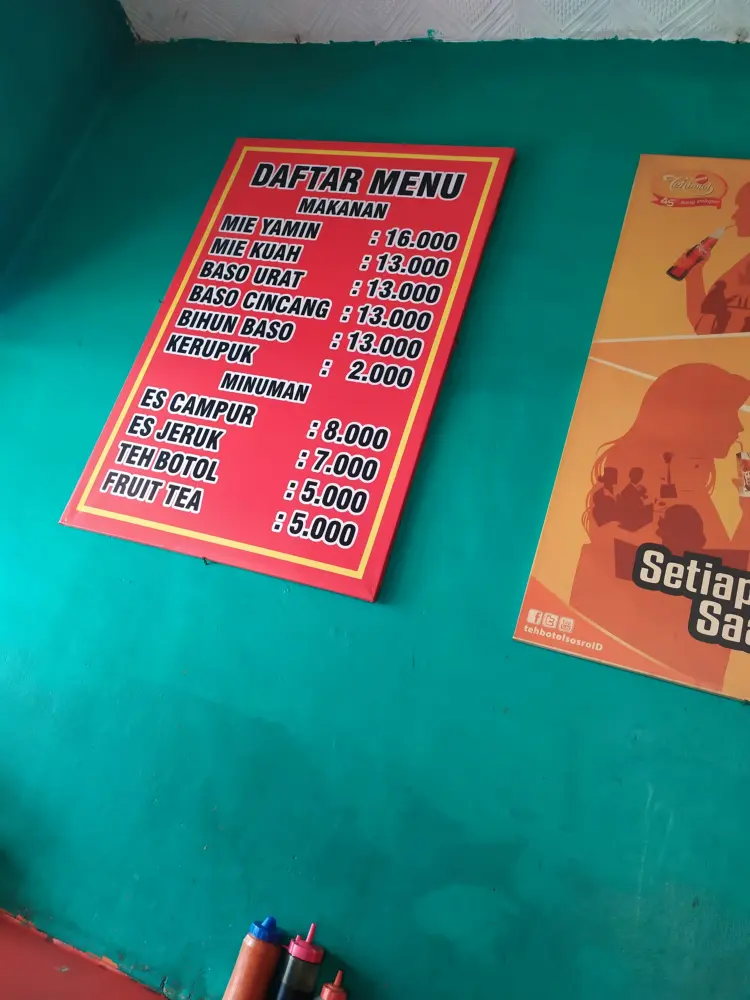 DAFTAR MENU
MAKANAN
MIE YAMIN : 16.000
MIE KUAH : 13.000
BASO URAT : 13.000
BASO CINCANG : 13.000
BIHUN BASO : 13.000
KERUPUK : 2.000
MINUMAN
ES CAMPUR : 8.000
ES JERUK : 7.000
TEH BOTOL : 5.000
FRUIT TEA : 5.000
45
Setiap
Saa
tehbotolsosroID